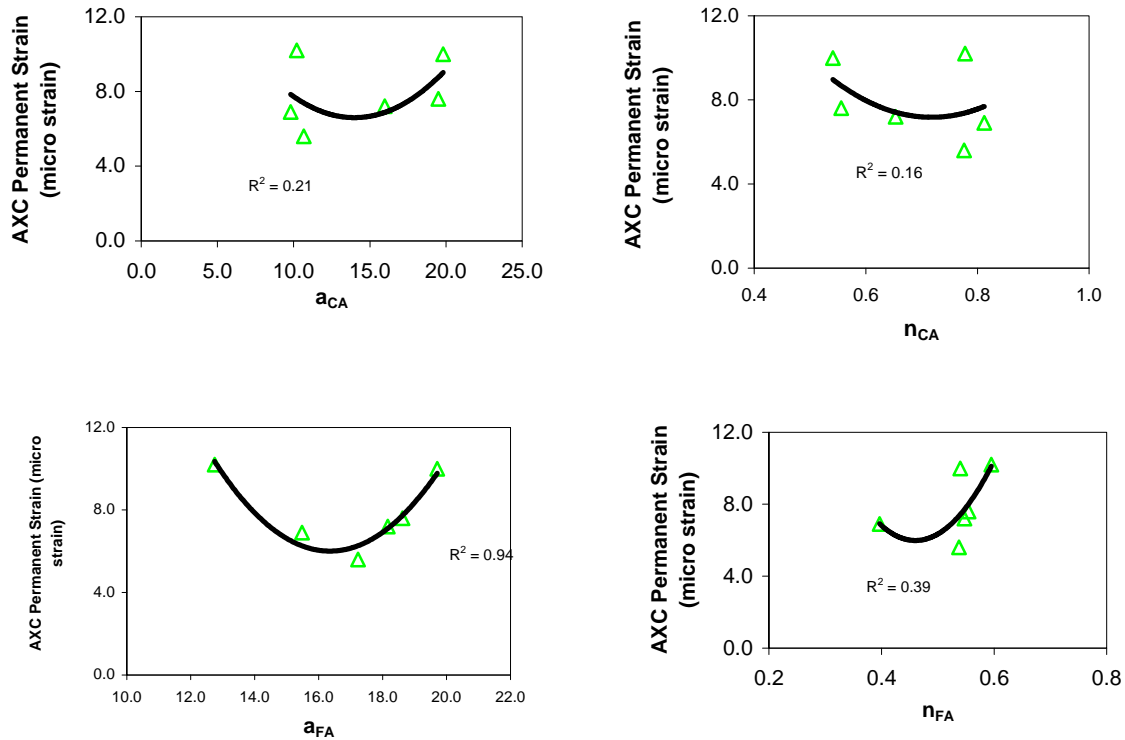 12.0
8.0
4.0
0.0
0.0
5.0
10.0
15.0
20.0
25.0
AXC Permanent Strain
(micro strain)
R² = 0.21
a_CA
12.0
8.0
4.0
0.0
0.4
0.6
0.8
1.0
AXC Permanent Strain
(micro strain)
R² = 0.16
n_CA
12.0
8.0
4.0
0.0
10.0
12.0
14.0
16.0
18.0
20.0
22.0
AXC Permanent Strain (micro
strain)
R² = 0.94
a_FA
12.0
8.0
4.0
0.0
0.2
0.4
0.6
0.8
AXC Permanent Strain
(micro strain)
R² = 0.39
n_FA